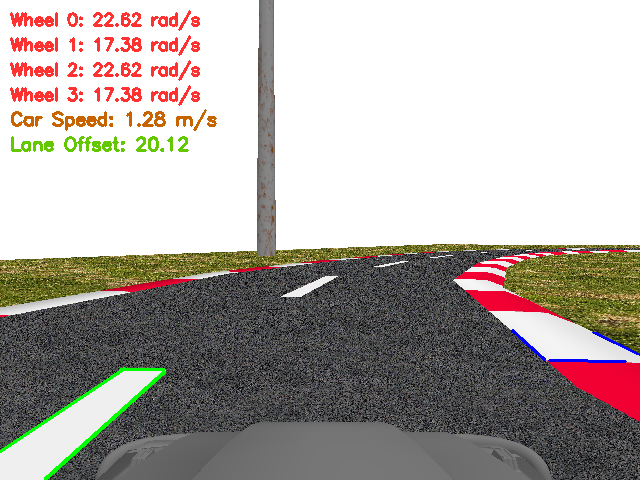 Wheel 0: 22.62 rad/s
Wheel 1: 17.38 rad/s
Wheel 2: 22.62 rad/s
Wheel 3: 17.38 rad/s
Car Speed: 1.28 m/s
Lane Offset: 20.12